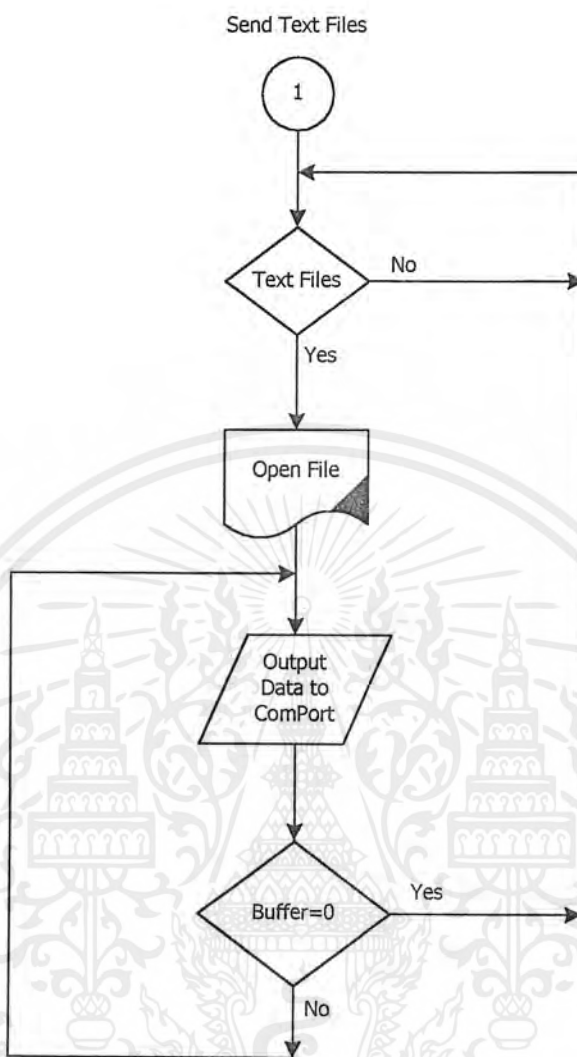 Send Text Files
1
Text Files
No
Yes
Open File
Output
Data to
ComPort
Buffer=0
Yes
No